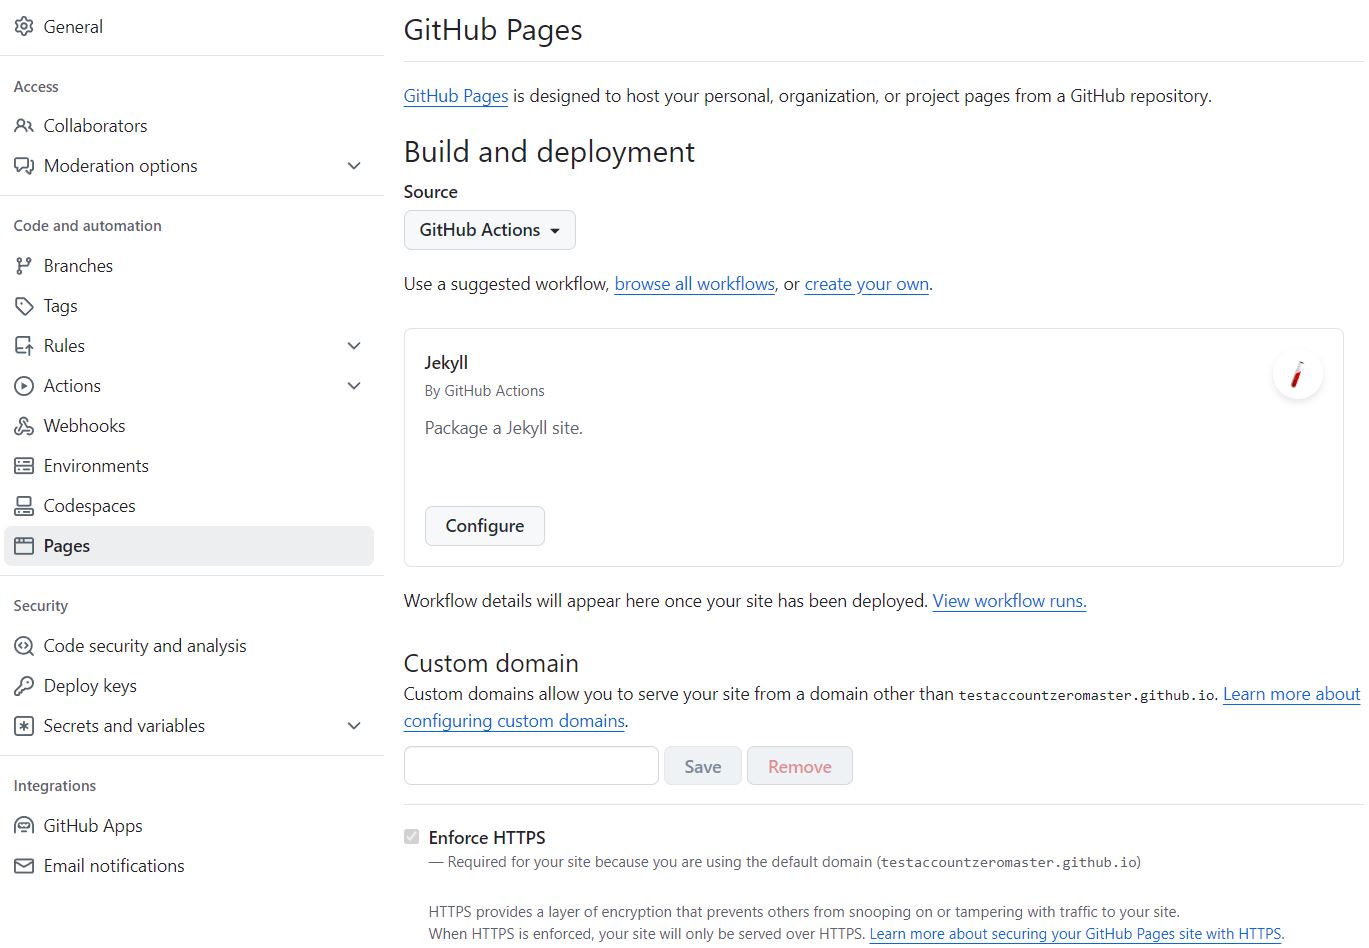 General
Access
Collaborators
Moderation options
Code and automation
Branches
Tags
Rules
Actions
Webhooks
Environments
Codespaces
Pages
Security
Code security and analysis
Deploy keys
Secrets and variables
Integrations
GitHub Apps
Email notifications
GitHub Pages
GitHub Pages is designed to host your personal, organization, or project pages from a GitHub repository.
Build and deployment
Source
GitHub Actions
Use a suggested workflow, browse all workflows, or create your own.
Jekyll
By GitHub Actions
Package a Jekyll site.
Configure
Workflow details will appear here once your site has been deployed. View workflow runs.
Custom domain
Custom domains allow you to serve your site from a domain other than testaccountzeromaster.github.io. Learn more about
configuring custom domains.
Save Remove
Enforce HTTPS
— Required for your site because you are using the default domain (testaccountzeromaster.github.io)
HTTPS provides a layer of encryption that prevents others from snooping on or tampering with traffic to your site.
When HTTPS is enforced, your site will only be served over HTTPS. Learn more about securing your GitHub Pages site with HTTPS.